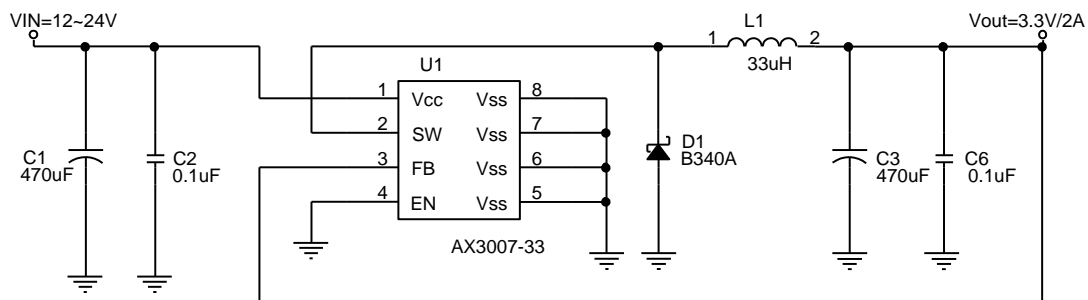 VIN=12~24V
L1
Vout=3.3V/2A
1
2
33uH
U1
1
Vcc
Vss
8
2
SW
Vss
7
3
FB
Vss
6
4
EN
Vss
5
AX3007-33
C1
470uF
C2
0.1uF
D1
B340A
C3
470uF
C6
0.1uF